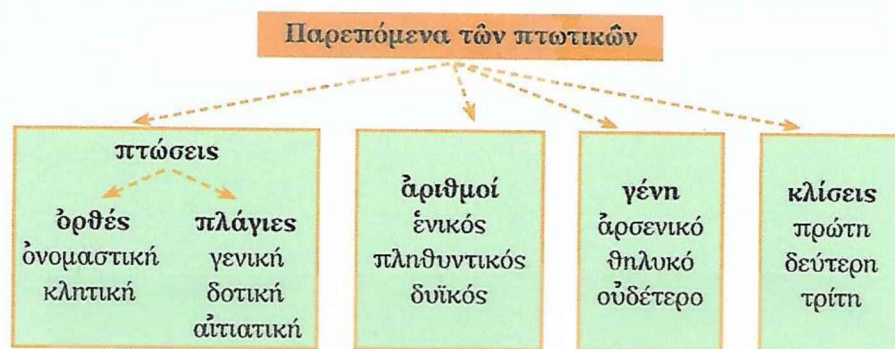 Παρεπόμενα τῶν πτωτικῶν
πτώσεις
ὀρθές
ὀνομαστική
κλητική
πλάγιες
γενική
δοτική
αἰτιατική
ἀριθμοί
ἑνικός
πληθυντικός
δυϊκός
γένη
ἀρσενικό
θηλυκό
οὐδέτερο
κλίσεις
πρώτη
δεύτερη
τρίτη